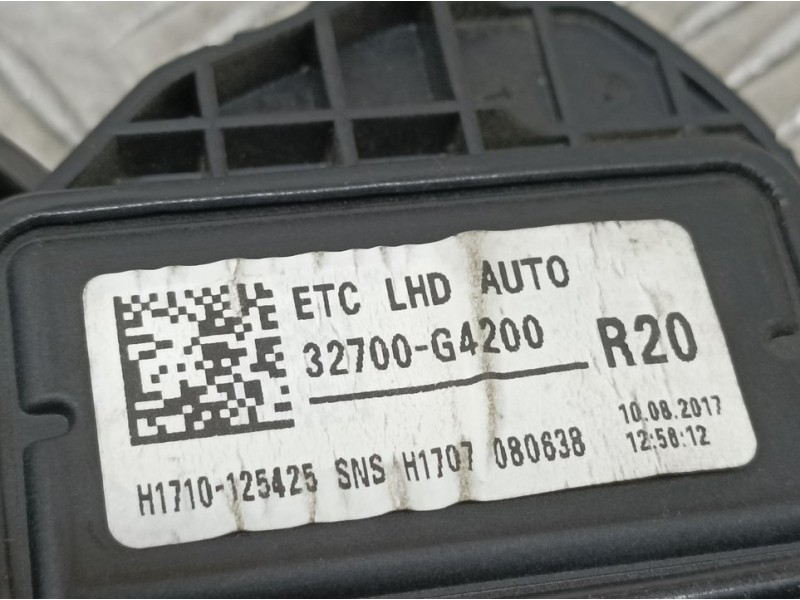 ETC LHD AUTO
32700-G4200
R20
10.08.2017
12:58:12
H1710-125425 SNS H1707 080638